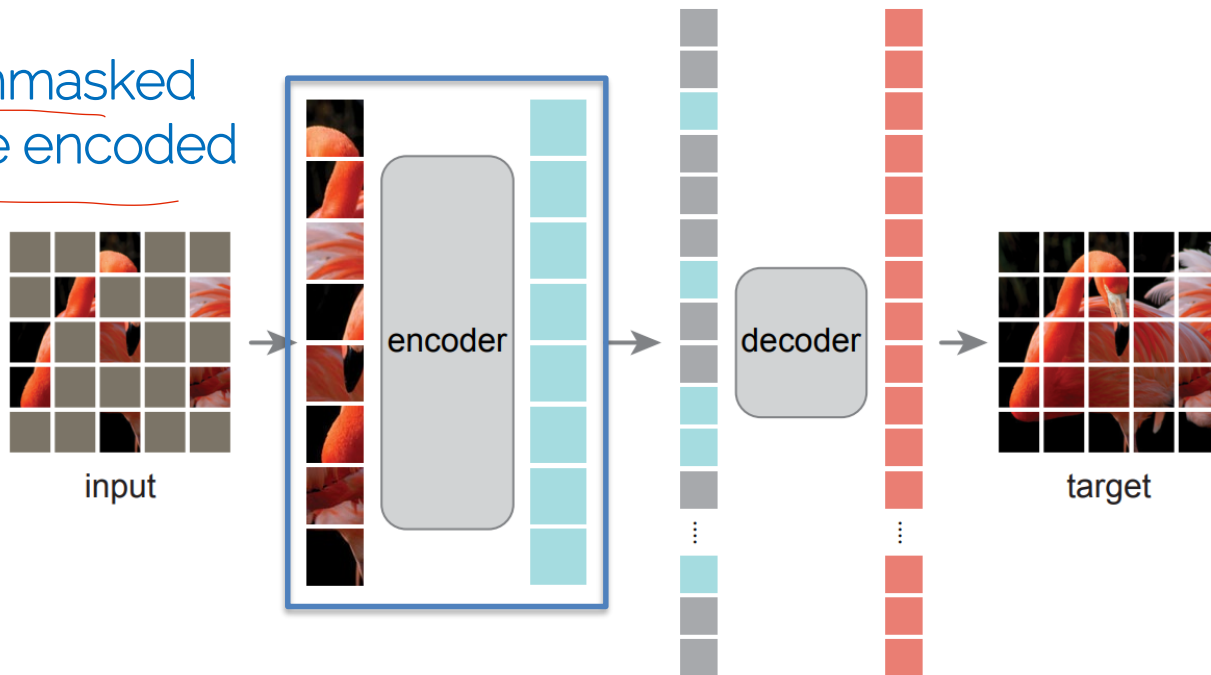 nmasked
e encoded
encoder
decoder
input
target